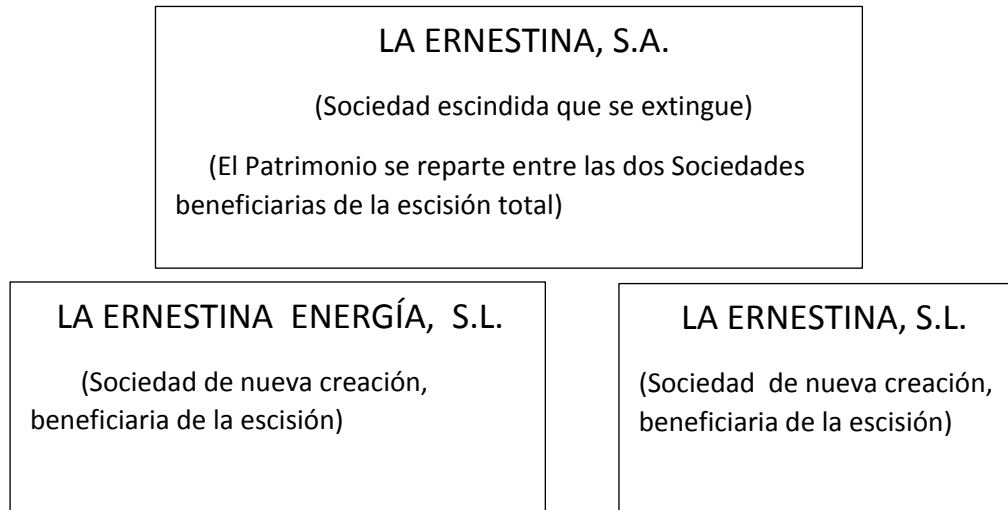 LA ERNESTINA, S.A.
(Sociedad escindida que se extingue)
(El Patrimonio se reparte entre las dos Sociedades
beneficiarias de la escisión total)
LA ERNESTINA ENERGÍA, S.L.
(Sociedad de nueva creación,
beneficiaria de la escisión)
LA ERNESTINA, S.L.
(Sociedad de nueva creación,
beneficiaria de la escisión)